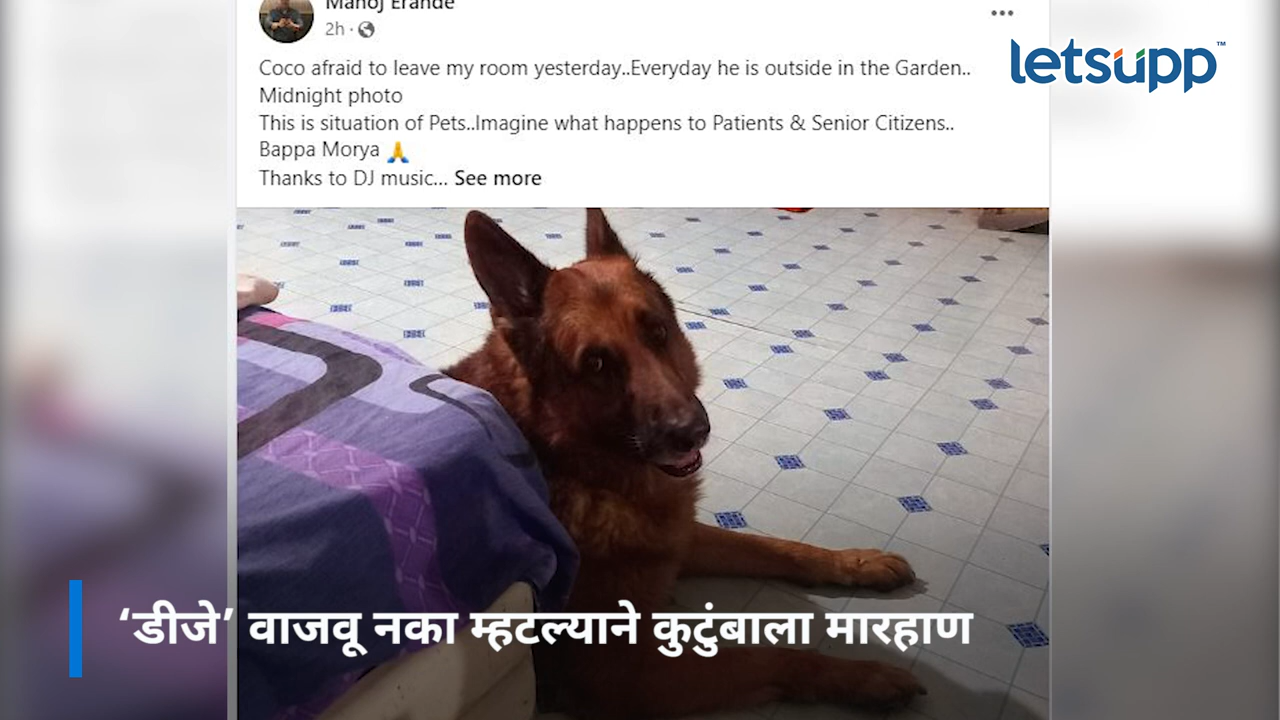 Manoj Erande
2h
letsupp™
Coco afraid to leave my room yesterday..Everyday he is outside in the Garden..
Midnight photo
This is situation of Pets..Imagine what happens to Patients & Senior Citizens..
Bappa Morya 🙏
Thanks to DJ music... See more
‘डीजे’ वाजवू नका म्हटल्याने कुटुंबाला मारहाण